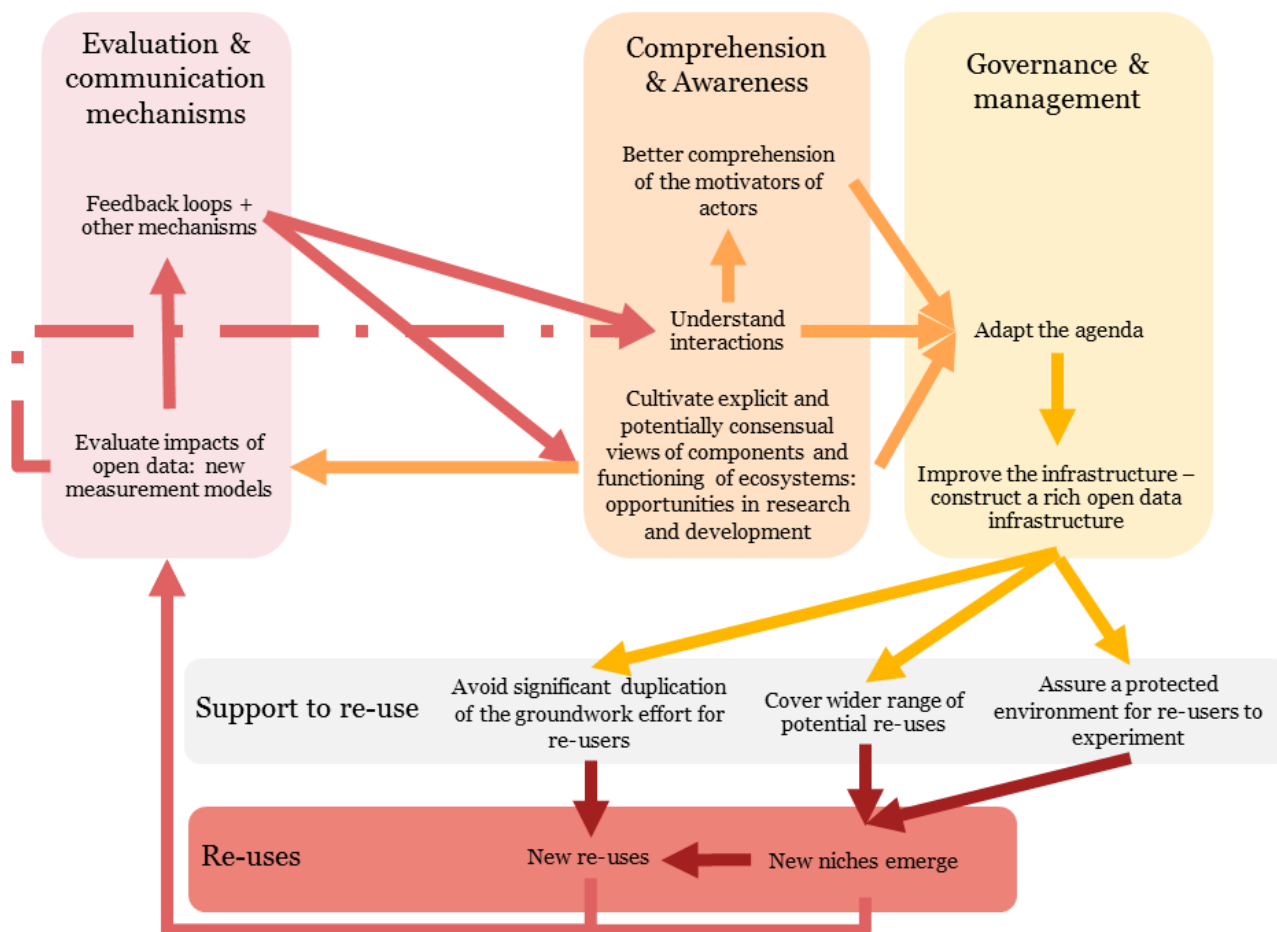 Evaluation &
communication
mechanisms
Feedback loops +
other mechanisms
Evaluate impacts of
open data:  new
measurement models
Comprehension
& Awareness
Better comprehension
of the motivators of
actors
Understand
interactions
Cultivate explicit and
potentially consensual
views of components and
functioning of ecosystems:
opportunities in research
and development
Governance &
management
Adapt the agenda
Improve the infrastructure –
construct a rich open data
infrastructure
Support to re-use
Avoid significant duplication
of the groundwork effort for
re-users
Cover wider range of
potential re-uses
Assure a protected
environment for re-users to
experiment
Re-uses
New re-uses
New niches emerge